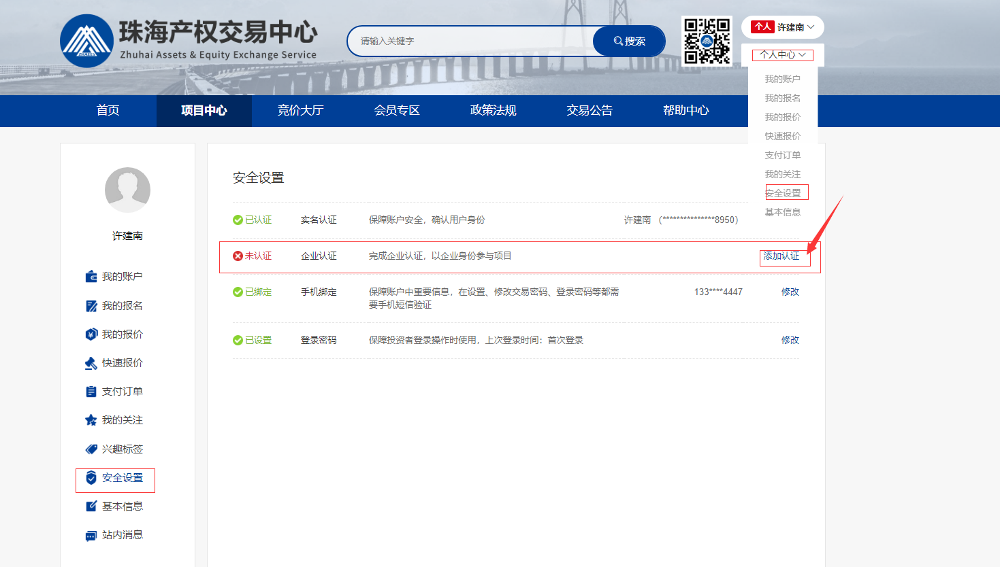 珠海产权交易中心
Zhuhai Assets & Equity Exchange Service
ZHAEES
请输入关键字
搜索
个人 许建南
个人中心
我的账户
我的报名
我的报价
快速报价
支付订单
我的关注
安全设置
基本信息
首页 项目中心 竞价大厅 会员专区 政策法规 交易公告 帮助中心
许建南
我的账户
我的报名
我的报价
快速报价
支付订单
我的关注
兴趣标签
安全设置
基本信息
站内消息
安全设置
已认证 实名认证 保障账户安全，确认用户身份 许建南 （***************8950）
未认证 企业认证 完成企业认证，以企业身份参与项目 添加认证
已绑定 手机绑定 保障账户中重要信息，在设置、修改交易密码、登录密码等都需 133****4447 修改
要手机短信验证
已设置 登录密码 保障投资者登录操作时使用，上次登录时间：首次登录 修改